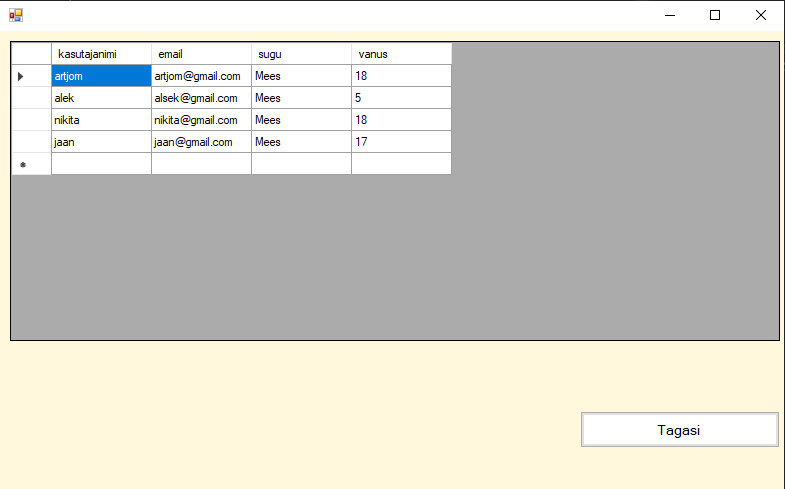 kasutajanimi email sugu vanus
artjom artjom@gmail.com Mees 18
alek alsek@gmail.com Mees 5
nikita nikita@gmail.com Mees 18
jaan jaan@gmail.com Mees 17
Tagasi